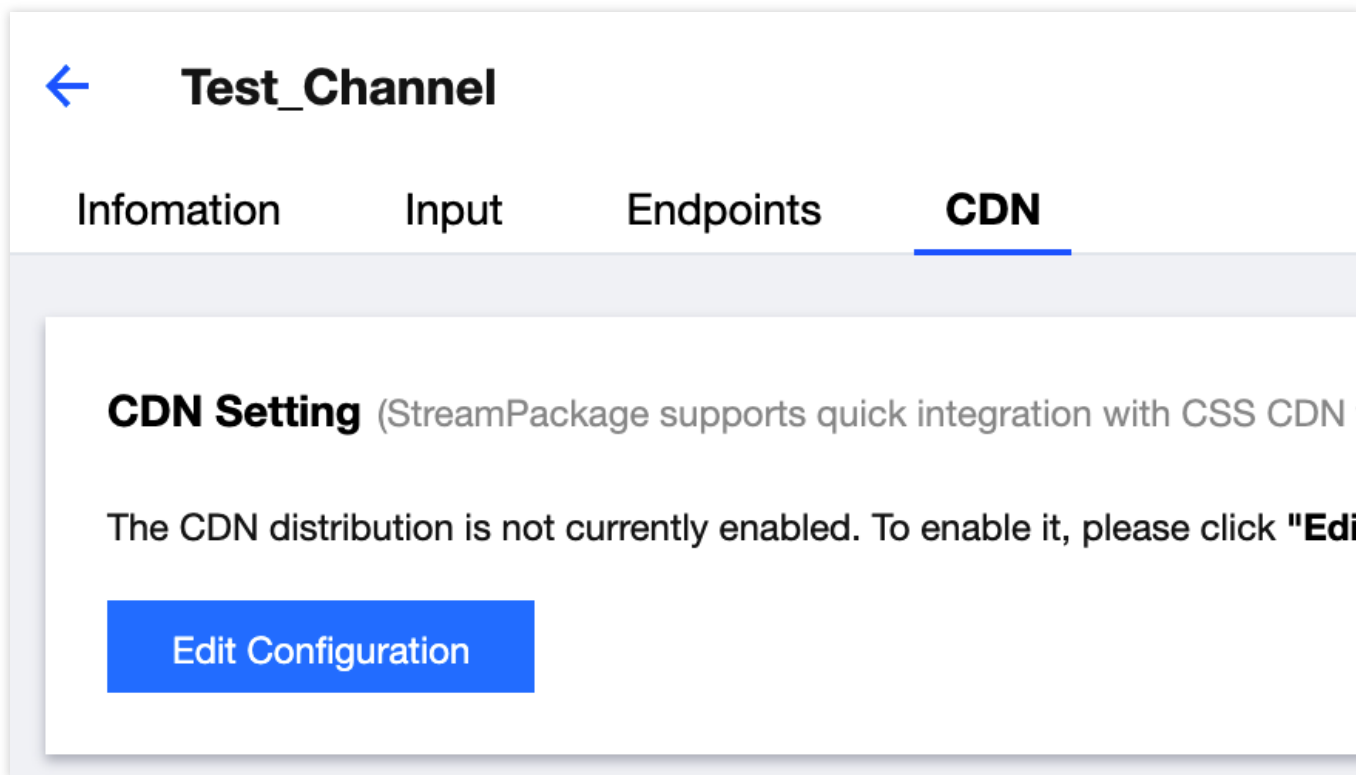 Test_Channel
Infomation Input Endpoints CDN
CDN Setting (StreamPackage supports quick integration with CSS CDN
The CDN distribution is not currently enabled. To enable it, please click "Edi
Edit Configuration